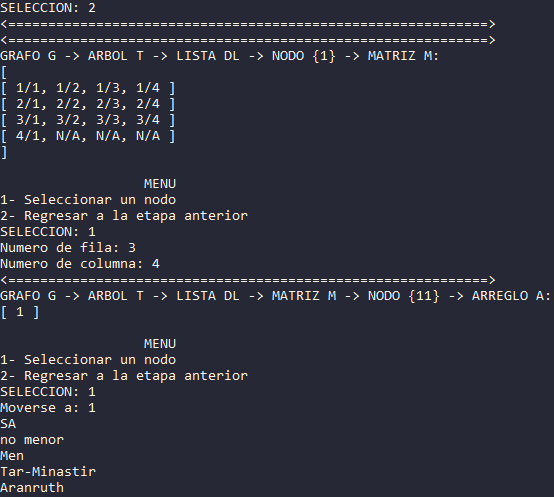 SELECCION: 2
<============================================================>
<============================================================>
GRAFO G -> ARBOL T -> LISTA DL -> NODO {1} -> MATRIZ M:
[
[ 1/1, 1/2, 1/3, 1/4 ]
[ 2/1, 2/2, 2/3, 2/4 ]
[ 3/1, 3/2, 3/3, 3/4 ]
[ 4/1, N/A, N/A, N/A ]
]
MENU
1- Seleccionar un nodo
2- Regresar a la etapa anterior
SELECCION: 1
Numero de fila: 3
Numero de columna: 4
<============================================================>
GRAFO G -> ARBOL T -> LISTA DL -> MATRIZ M -> NODO {11} -> ARREGLO A:
[ 1 ]
MENU
1- Seleccionar un nodo
2- Regresar a la etapa anterior
SELECCION: 1
Moverse a: 1
SA
no menor
Men
Tar-Minastir
Aranruth